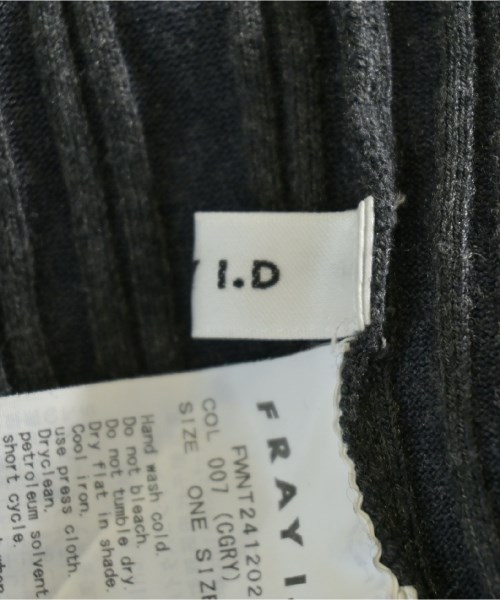 I.D
FRAY I
FWNT241202
COL 007 (CGRY)
SIZE ONE SIZE
Hand wash cold.
Do not bleach.
Do not tumble dry.
Dry flat in shade.
Cool iron.
use press cloth.
Dryclean.
petroleum solvent
short cycle.